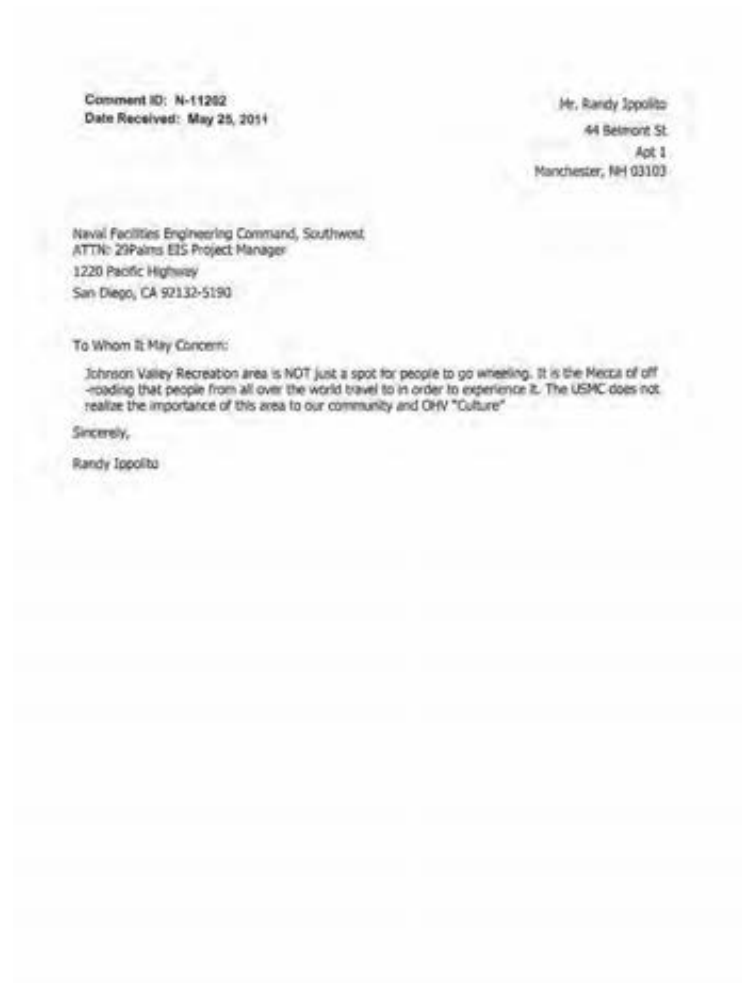 Comment ID: N-11202
Date Received: May 25, 2011
Mr. Randy Ippolito
44 Belmont St
Apt 1
Manchester, NH 03103
Naval Facilities Engineering Command, Southwest
ATTN: 29Palms EIS Project Manager
1220 Pacific Highway
San Diego, CA 92132-5190
To Whom It May Concern:
Johnson Valley Recreation area is NOT just a spot for people to go wheeling. It is the Mecca of off
-roading that people from all over the world travel to in order to experience it. The USMC does not
realize the importance of this area to our community and OHV "Culture"
Sincerely,
Randy Ippolito